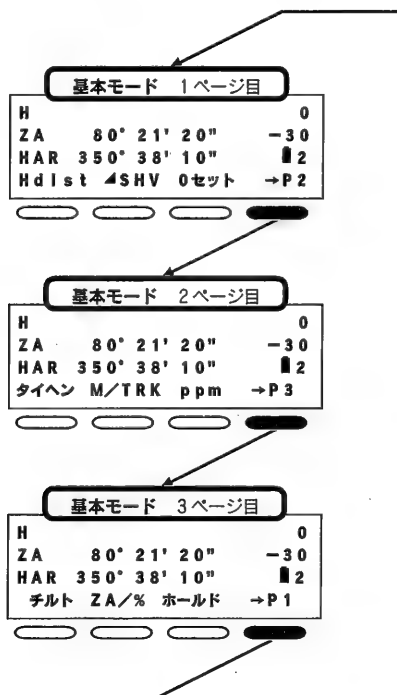 基本モード 1ページ目
H 0
ZA 80° 21' 20" -30
HAR 350° 38' 10" 2
Hdist ◢SHV 0セット →P2
基本モード 2ページ目
H 0
ZA 80° 21' 20" -30
HAR 350° 38' 10" 2
タイヘン M/TRK ppm →P3
基本モード 3ページ目
H 0
ZA 80° 21' 20" -30
HAR 350° 38' 10" 2
チルト ZA/% ホールド →P1